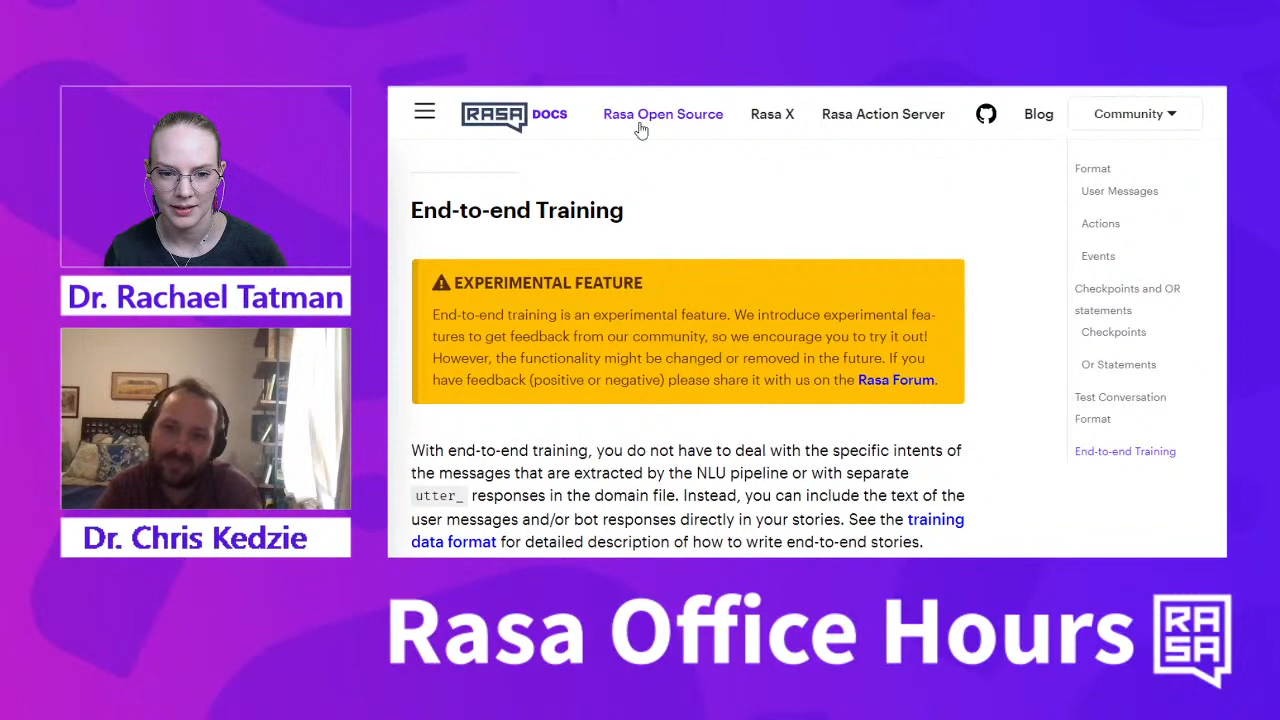 Dr. Rachael Tatman
Dr. Chris Kedzie
RASA DOCS Rasa Open Source Rasa X Rasa Action Server Blog Community
End-to-end Training
EXPERIMENTAL FEATURE
End-to-end training is an experimental feature. We introduce experimental fea-
tures to get feedback from our community, so we encourage you to try it out!
However, the functionality might be changed or removed in the future. If you
have feedback (positive or negative) please share it with us on the Rasa Forum.
With end-to-end training, you do not have to deal with the specific intents of
the messages that are extracted by the NLU pipeline or with separate
utter_ responses in the domain file. Instead, you can include the text of the
user messages and/or bot responses directly in your stories. See the training
data format for detailed description of how to write end-to-end stories.
Format
User Messages
Actions
Events
Checkpoints and OR
statements
Checkpoints
Or Statements
Test Conversation
Format
End-to-end Training
Rasa Office Hours
RA
SA